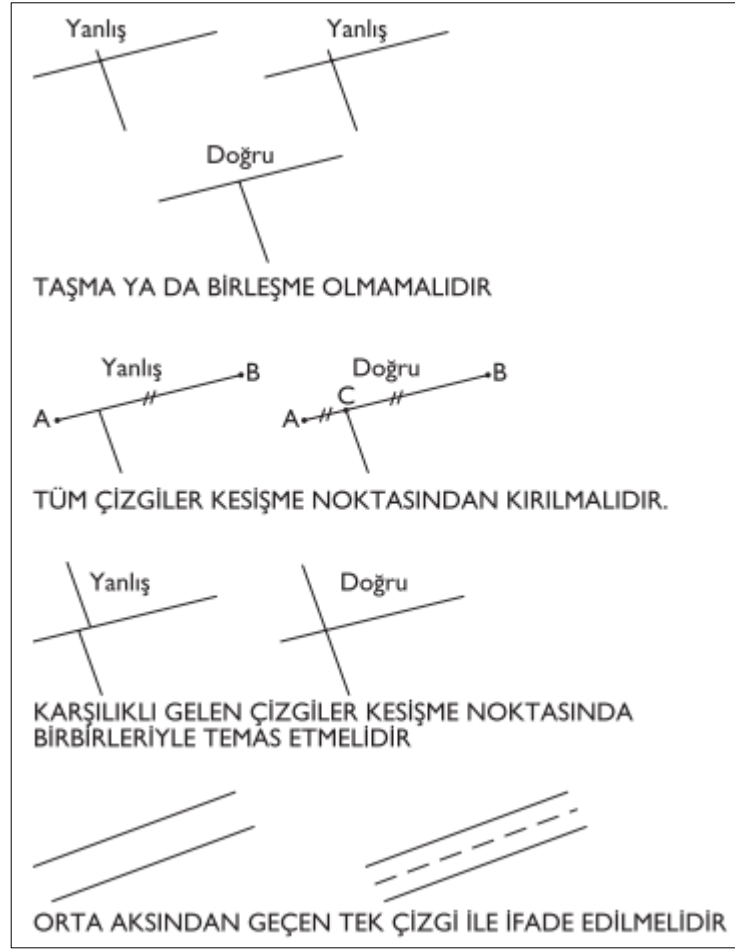 Yanlış Yanlış
Doğru
TAŞMA YA DA BİRLEŞME OLMAMALIDIR
Yanlış Doğru
A B A C B
TÜM ÇİZGİLER KESİŞME NOKTASINDAN KIRILMALIDIR.
Yanlış Doğru
KARŞILIKLI GELEN ÇİZGİLER KESİŞME NOKTASINDA
BİRBİRLERİYLE TEMAS ETMELİDİR
ORTA AKSINDAN GEÇEN TEK ÇİZGİ İLE İFADE EDİLMELİDİR